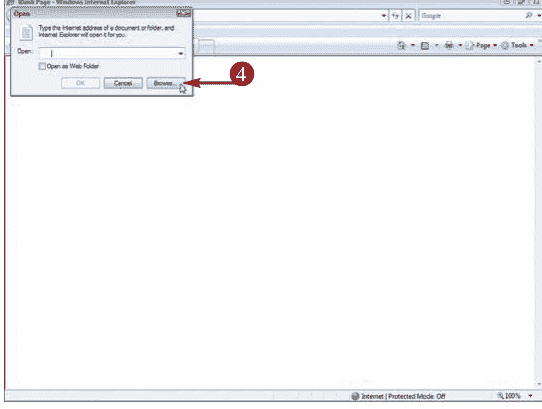 Blank Page - Windows Internet Explorer
Google
Open
Type the Internet address of a document or folder, and
Internet Explorer will open it for you.
Open:
Open as Web Folder
OK
Cancel
Browse...
4
Page
Tools
Internet | Protected Mode: Off
100%